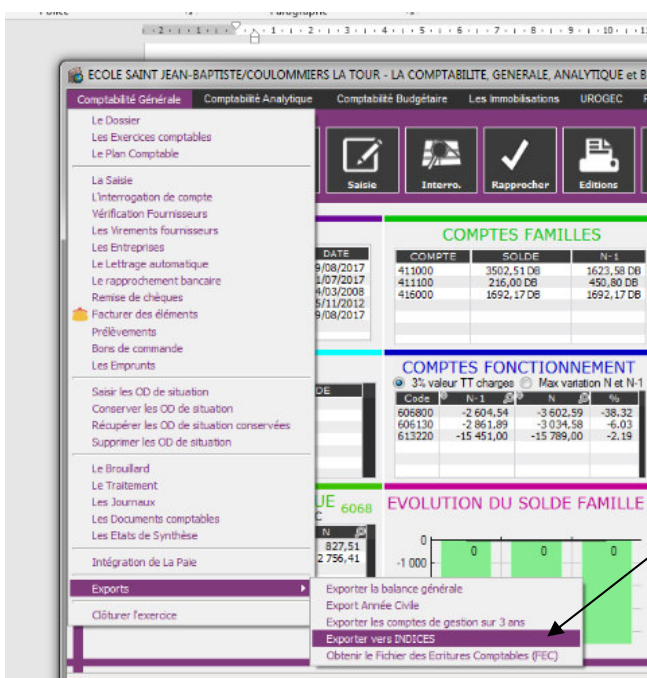 ECOLE SAINT JEAN-BAPTISTE/COULOMMIERS LA TOUR - LA COMPTABILITE, GENERALE, ANALYTIQUE et B
Comptabilité Générale Comptabilité Analytique Comptabilité Budgétaire Les Immobilisations UROGEC
Le Dossier
Les Exercices comptables
Le Plan Comptable
La Saisie
L'interrogation de compte
Vérification Fournisseurs
Les Virements fournisseurs
Les Entreprises
Le Lettrage automatique
Le rapprochement bancaire
Remise de chèques
Facturer des éléments
Prélèvements
Bons de commande
Les Emprunts
Saisir les OD de situation
Conserver les OD de situation
Récupérer les OD de situation conservées
Supprimer les OD de situation
Le Brouillard
Le Traitement
Les Journaux
Les Documents comptables
Les Etats de Synthèse
Intégration de La Paie
Exports
Clôturer l'exercice
Exporter la balance générale
Export Année Civile
Exporter les comptes de gestion sur 3 ans
Exporter vers INDICES
Obtenir le Fichier des Ecritures Comptables (FEC)
Saisie Interro. Rapprocher Editions
DATE
9/08/2017
1/07/2017
4/03/2008
5/11/2012
9/08/2017
COMPTES FAMILLES
COMPTE SOLDE N-1
411000 3502,51 DB 1623,58 DB
411100 216,00 DB 450,80 DB
416000 1692,17 DB 1692,17 DB
DE
COMPTES FONCTIONNEMENT
3% valeur TT charges Max variation N et N-1
Code N-1 N %
606800 -2 604,54 -3 602,59 -38.32
606130 -2 861,89 -3 034,58 -6.03
613220 -15 451,00 -15 789,00 -2.19
UE 6068
C
N
827,51
2 756,41
EVOLUTION DU SOLDE FAMILLE
0
-1 000
0 0 0